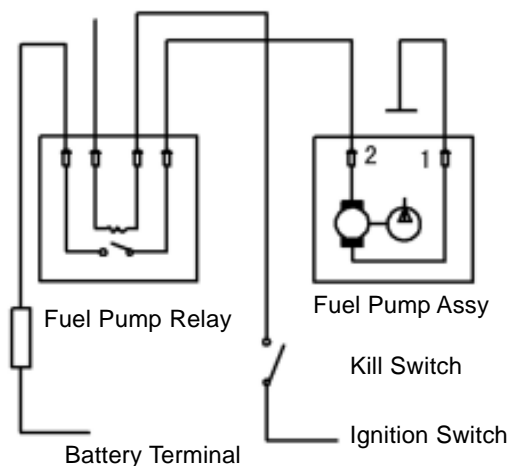 2
1
Fuel Pump Relay
Fuel Pump Assy
Kill Switch
Ignition Switch
Battery Terminal